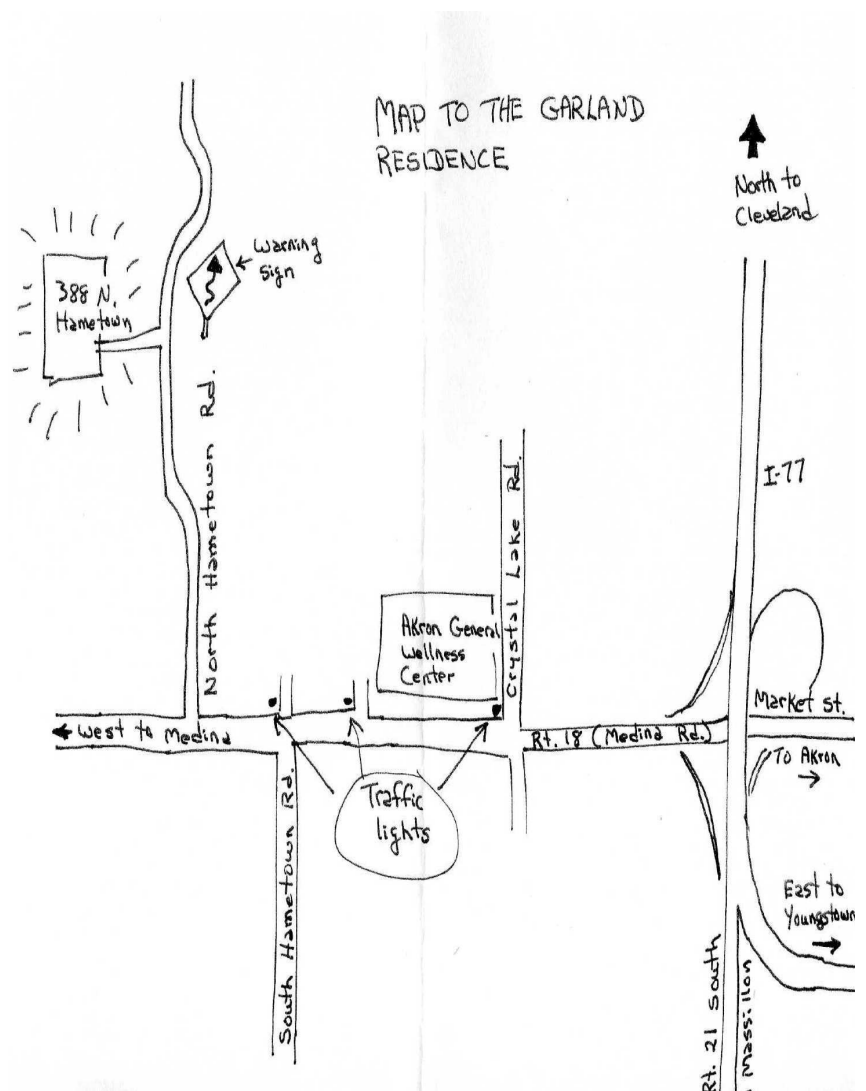 MAP TO THE GARLAND
RESIDENCE
North to
Cleveland
Warning
Sign
388 N.
Hametown
North Hametown Rd.
Crystal Lake Rd.
I-77
Akron General
Wellness
Center
Market St.
West to Medina
Rt. 18 (Medina Rd.)
To Akron
Traffic
lights
South Hametown Rd.
East to
Youngstown
Rt. 21 South
Massillon